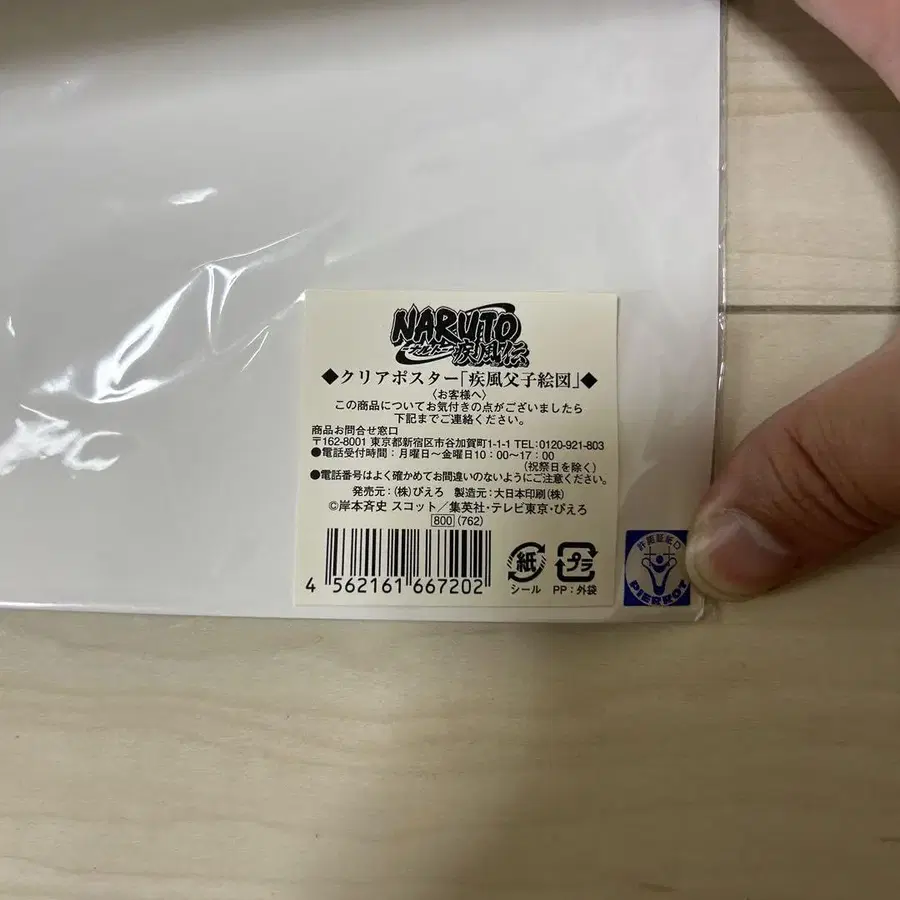 NARUTO
-ナルト- 疾風伝
◆クリアポスター「疾風父子絵図」◆
〈お客様へ〉
この商品についてお気付きの点がございましたら
下記までご連絡ください。
商品お問合せ窓口
〒162-8001 東京都新宿区市谷加賀町1-1-1 TEL:0120-921-803
●電話受付時間：月曜日～金曜日10：00～17：00
(祝祭日を除く)
●電話番号はよく確かめてお間違いのないようにご注意ください。
発売元：(株)ぴえろ 製造元：大日本印刷(株)
©岸本斉史 スコット／集英社・テレビ東京・ぴえろ
800 (762)
4 562161 667202
紙
シール
プラ
PP：外袋
許諾証紙D
PIERROT